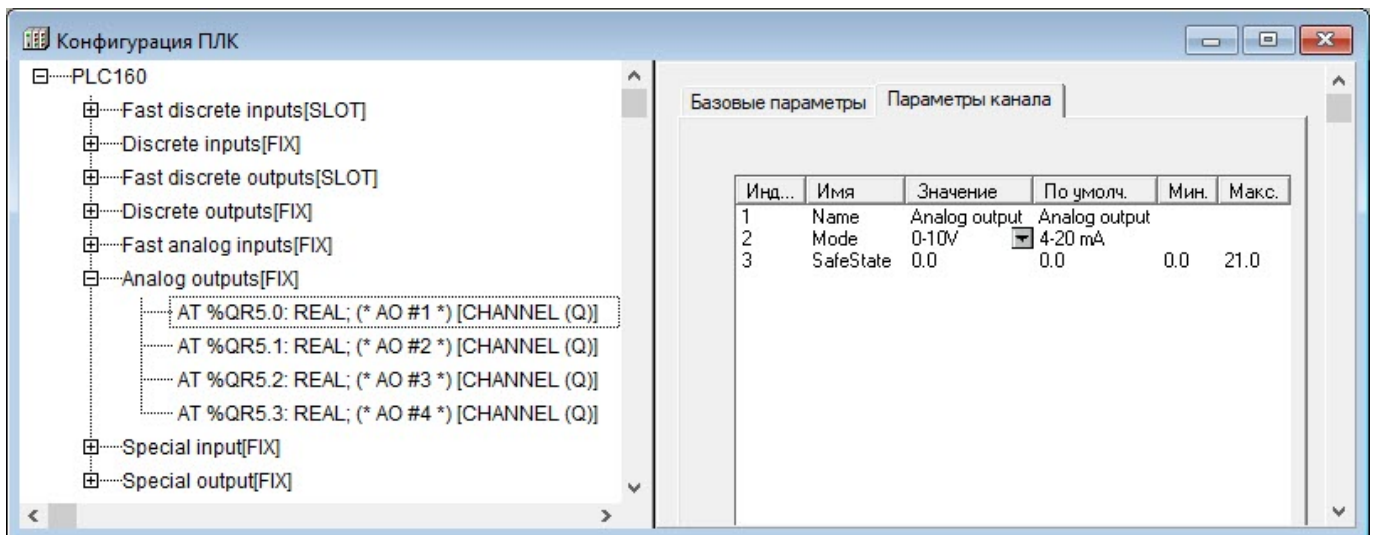 Конфигурация ПЛК
PLC160
Fast discrete inputs[SLOT]
Discrete inputs[FIX]
Fast discrete outputs[SLOT]
Discrete outputs[FIX]
Fast analog inputs[FIX]
Analog outputs[FIX]
AT %QR5.0: REAL; (* AO #1 *) [CHANNEL (Q)]
AT %QR5.1: REAL; (* AO #2 *) [CHANNEL (Q)]
AT %QR5.2: REAL; (* AO #3 *) [CHANNEL (Q)]
AT %QR5.3: REAL; (* AO #4 *) [CHANNEL (Q)]
Special input[FIX]
Special output[FIX]
Базовые параметры Параметры канала
Инд... Имя Значение По умолч. Мин. Макс.
1 Name Analog output Analog output
2 Mode 0-10V 4-20 mA
3 SafeState 0.0 0.0 0.0 21.0